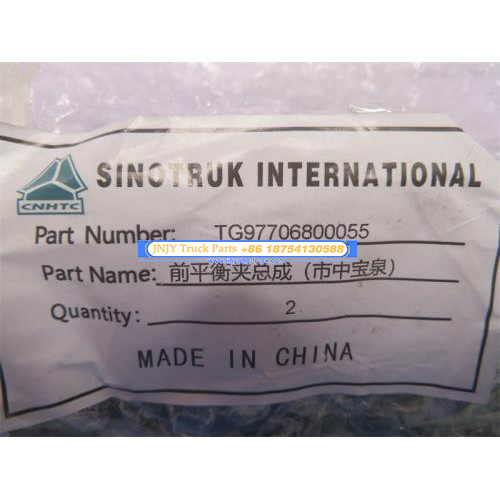 SINOTRUK INTERNATIONAL
CNHTC
Part Number: TG97706800055
JNJY Truck Parts +86 18754130588
Part Name: 前平衡夹总成（市中宝泉）
Quantity: 2
MADE IN CHINA